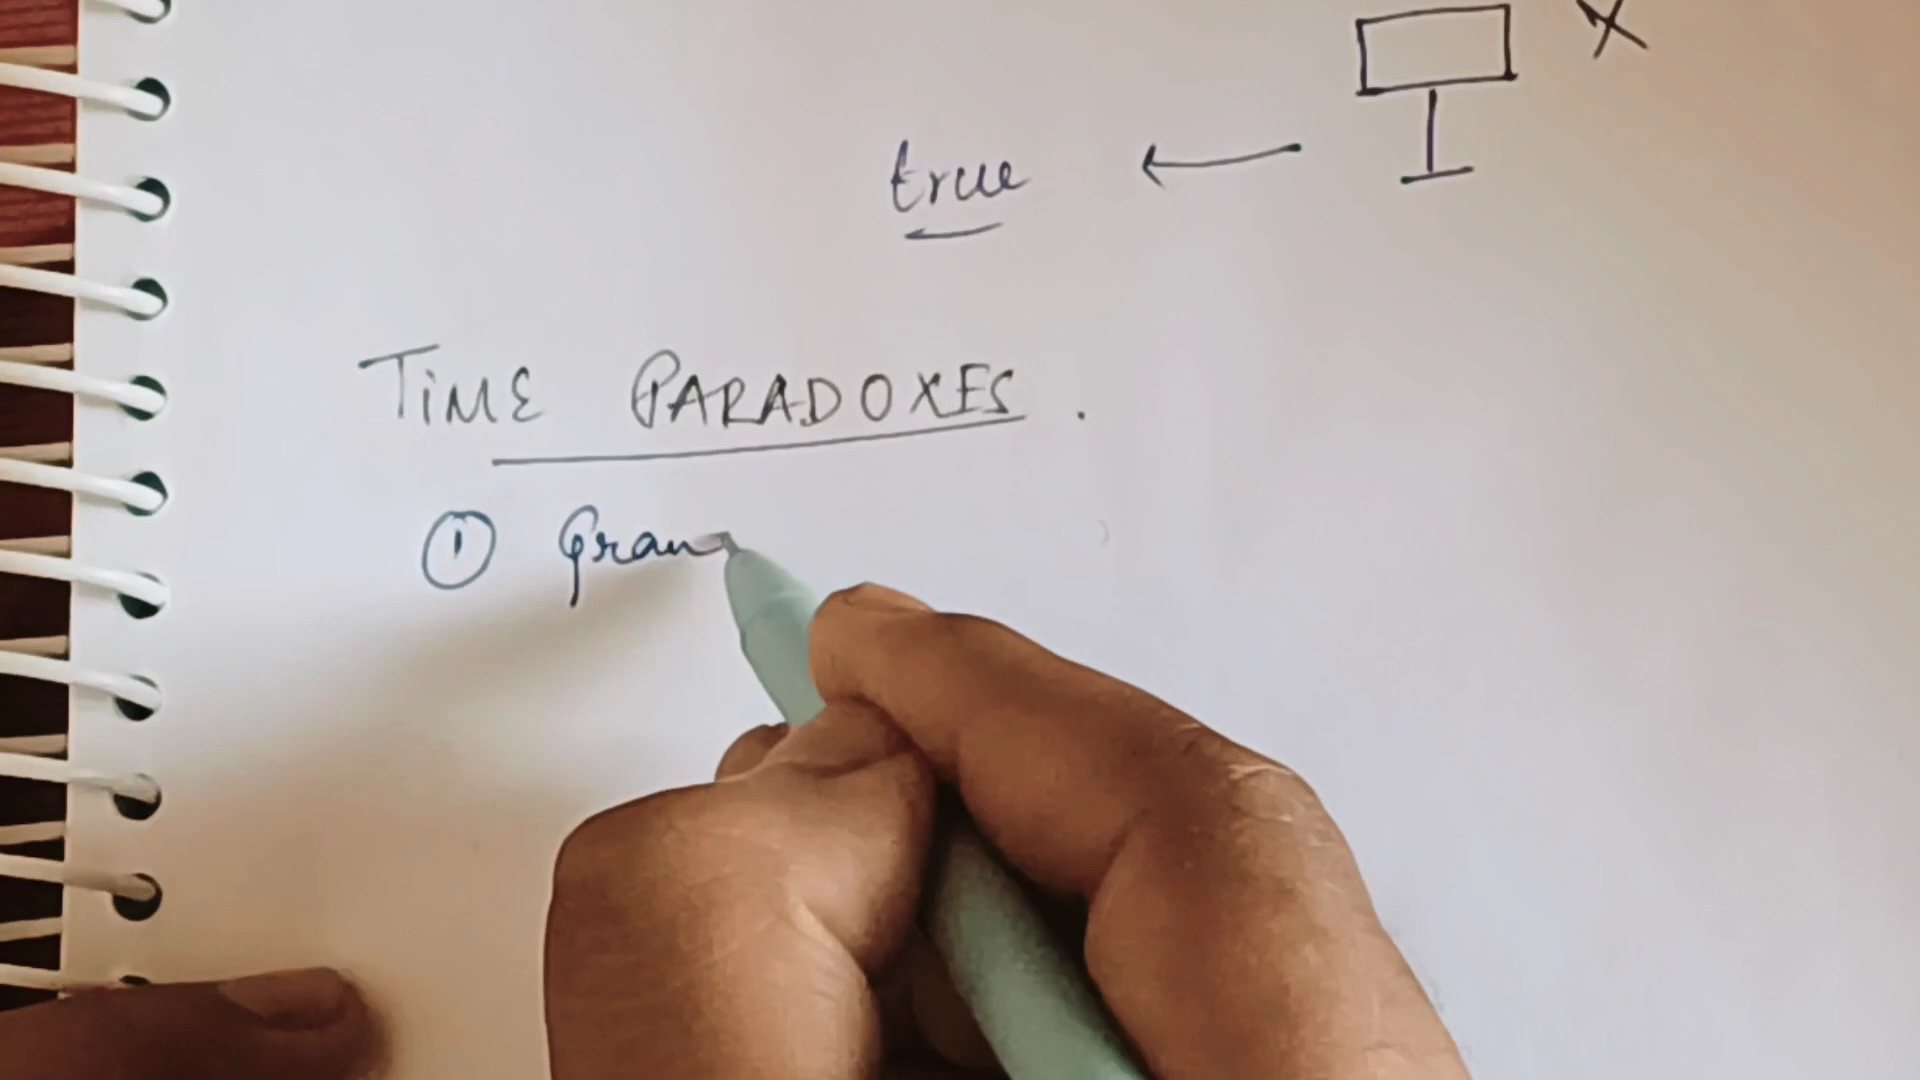 X
true
TIME PARADOXES.
① Gran